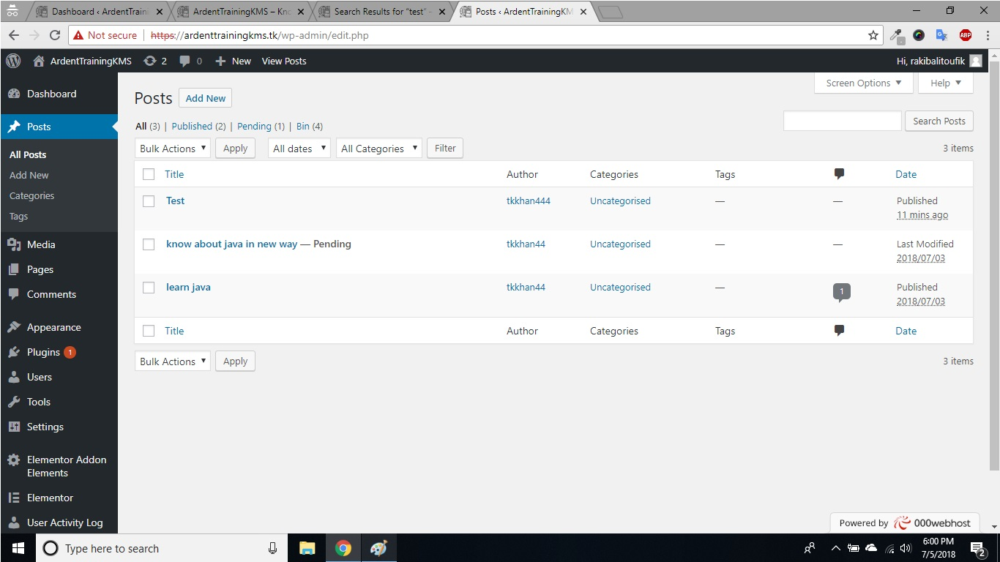 Dashboard ‹ ArdentTrainin
ArdentTrainingKMS – Kno
Search Results for “test” –
Posts ‹ ArdentTrainingKM
Not secure https://ardenttrainingkms.tk/wp-admin/edit.php
ABP
ArdentTrainingKMS 2 0 + New View Posts
Hi, rakibalitoufik
Dashboard
Posts
All Posts
Add New
Categories
Tags
Media
Pages
Comments
Appearance
Plugins 1
Users
Tools
Settings
Elementor Addon
Elements
Elementor
User Activity Log
Screen Options Help
Posts Add New
All (3) | Published (2) | Pending (1) | Bin (4)
Search Posts
Bulk Actions Apply All dates All Categories Filter
3 items
Title Author Categories Tags Date
Test tkkhan444 Uncategorised — — Published
11 mins ago
know about java in new way — Pending tkkhan44 Uncategorised — — Last Modified
2018/07/03
learn java tkkhan44 Uncategorised — 1 Published
2018/07/03
Title Author Categories Tags Date
Bulk Actions Apply
3 items
Powered by 000webhost
Type here to search
6:00 PM
7/5/2018
2